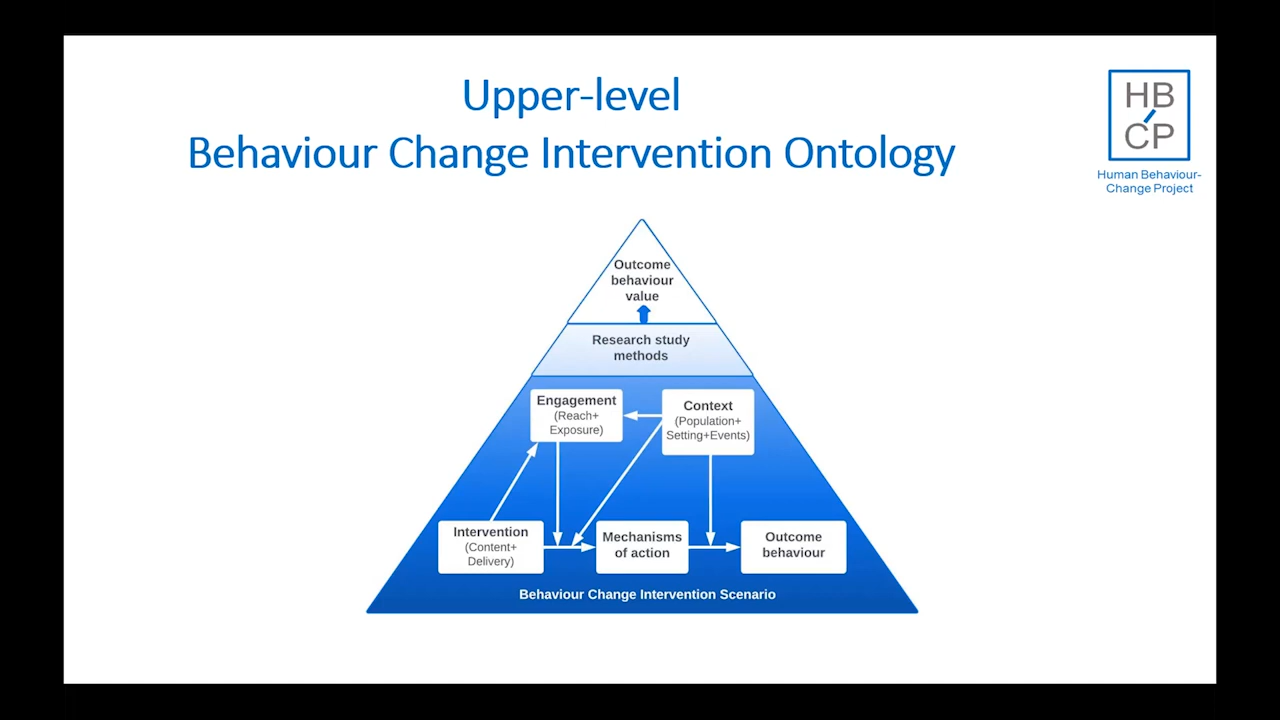 Upper-level
Behaviour Change Intervention Ontology
HB
CP
Human Behaviour-
Change Project
Outcome
behaviour
value
Research study
methods
Engagement
(Reach+
Exposure)
Context
(Population+
Setting+Events)
Intervention
(Content+
Delivery)
Mechanisms
of action
Outcome
behaviour
Behaviour Change Intervention Scenario